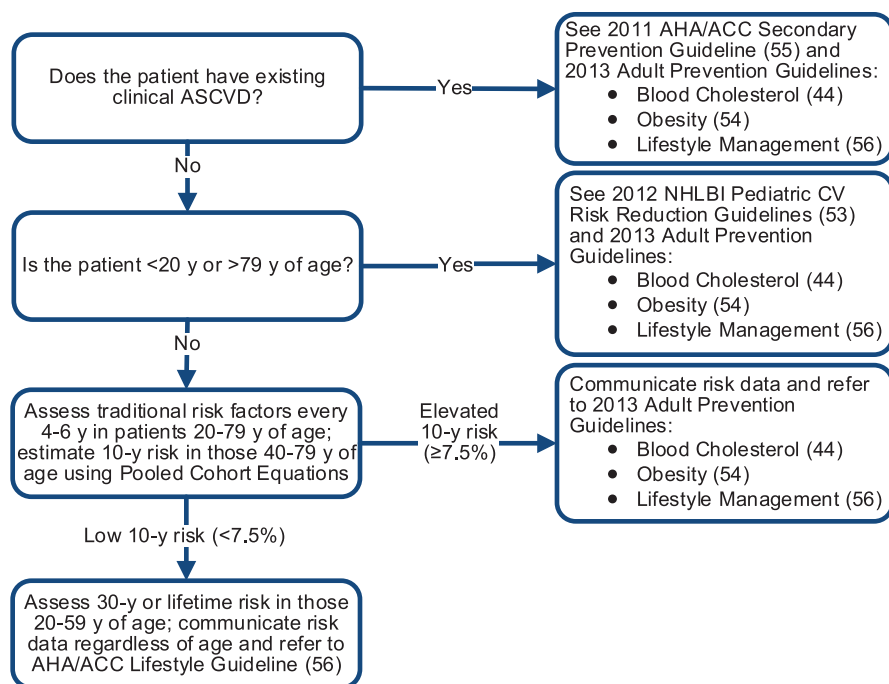 Does the patient have existing
clinical ASCVD?
Yes
See 2011 AHA/ACC Secondary
Prevention Guideline (55) and
2013 Adult Prevention Guidelines:
● Blood Cholesterol (44)
● Obesity (54)
● Lifestyle Management (56)
No
Is the patient <20 y or >79 y of age?
Yes
See 2012 NHLBI Pediatric CV
Risk Reduction Guidelines (53)
and 2013 Adult Prevention
Guidelines:
● Blood Cholesterol (44)
● Obesity (54)
● Lifestyle Management (56)
No
Assess traditional risk factors every
4-6 y in patients 20-79 y of age;
estimate 10-y risk in those 40-79 y of
age using Pooled Cohort Equations
Elevated
10-y risk
(≥7.5%)
Communicate risk data and refer
to 2013 Adult Prevention
Guidelines:
● Blood Cholesterol (44)
● Obesity (54)
● Lifestyle Management (56)
Low 10-y risk (<7.5%)
Assess 30-y or lifetime risk in those
20-59 y of age; communicate risk
data regardless of age and refer to
AHA/ACC Lifestyle Guideline (56)